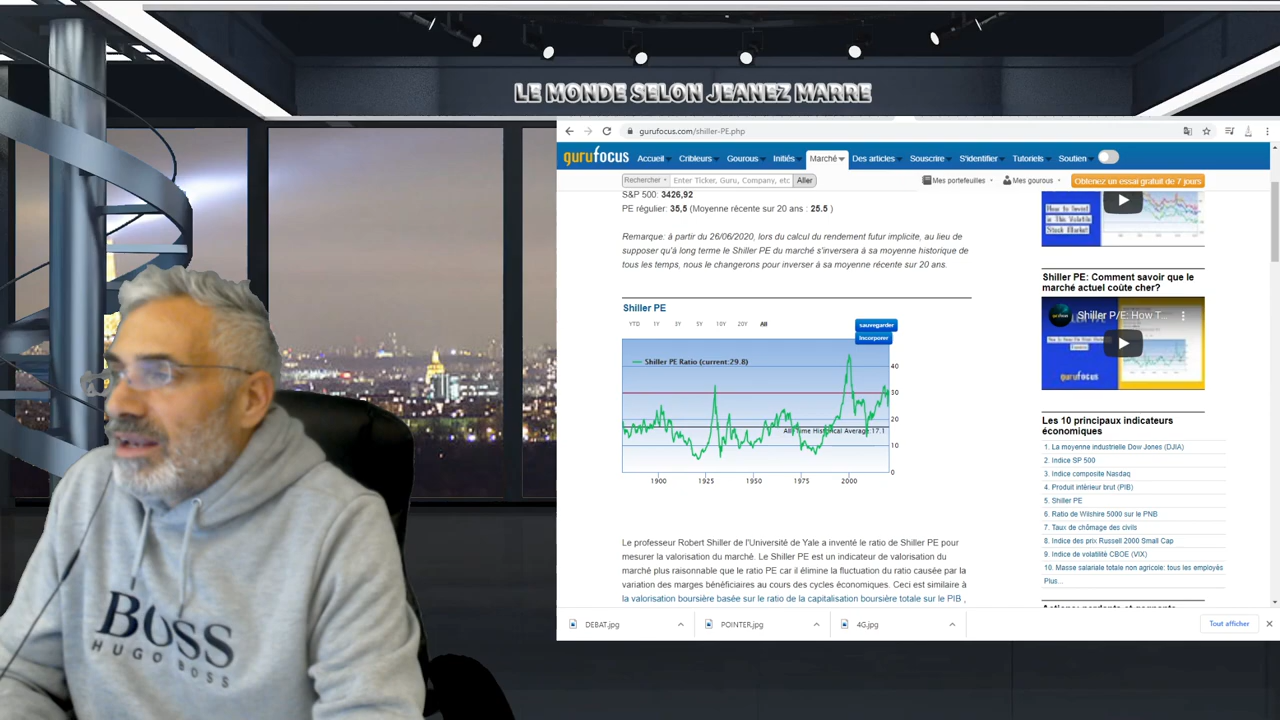 LE MONDE SELON JEANEZ MARRE
gurufocus.com/shiller-PE.php
gurufocus Accueil Cribleurs Gourous Initiés Marché Des articles Souscrire S'identifier Tutoriels Soutien
Rechercher Enter Ticker, Guru, Company, etc Aller Mes portefeuilles Mes gourous Obtenez un essai gratuit de 7 jours
S&P 500: 3426,92
PE régulier: 35,5 (Moyenne récente sur 20 ans : 25.5 )
Remarque: à partir du 26/06/2020, lors du calcul du rendement futur implicite, au lieu de
supposer qu'à long terme le Shiller PE du marché s'inversera à sa moyenne historique de
tous les temps, nous le changerons pour inverser à sa moyenne récente sur 20 ans.
Shiller PE
YTD 1Y 3Y 5Y 10Y 20Y All
sauvegarder
Incorporer
Shiller PE Ratio (current:29.8)
40
30
20
All Time Historical Average:17.1
10
0
1900 1925 1950 1975 2000
Le professeur Robert Shiller de l'Université de Yale a inventé le ratio de Shiller PE pour
mesurer la valorisation du marché. Le Shiller PE est un indicateur de valorisation du
marché plus raisonnable que le ratio PE car il élimine la fluctuation du ratio causée par la
variation des marges bénéficiaires au cours des cycles économiques. Ceci est similaire à
la valorisation boursière basée sur le ratio de la capitalisation boursière totale sur le PIB ,
How to Invest
in This Volatile
Stock Market
Shiller PE: Comment savoir que le
marché actuel coûte cher?
Shiller P/E: How T...
gurufocus
Les 10 principaux indicateurs
économiques
1. La moyenne industrielle Dow Jones (DJIA)
2. Indice SP 500
3. Indice composite Nasdaq
4. Produit intérieur brut (PIB)
5. Shiller PE
6. Ratio de Wilshire 5000 sur le PNB
7. Taux de chômage des civils
8. Indice des prix Russell 2000 Small Cap
9. Indice de volatilité CBOE (VIX)
10. Masse salariale totale non agricole: tous les employés
Plus...
DEBAT.jpg POINTER.jpg 4G.jpg Tout afficher
BOSS
HUGO BOSS